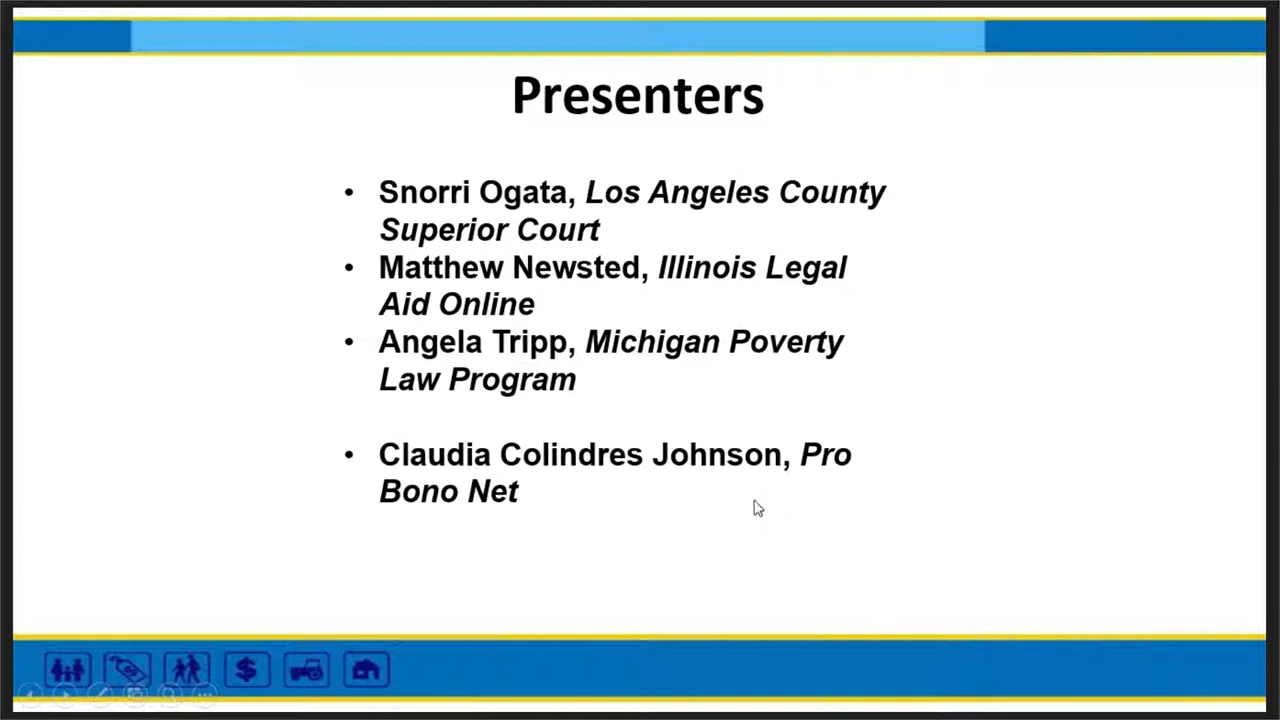 Presenters
• Snorri Ogata, Los Angeles County
Superior Court
• Matthew Newsted, Illinois Legal
Aid Online
• Angela Tripp, Michigan Poverty
Law Program
• Claudia Colindres Johnson, Pro
Bono Net
$